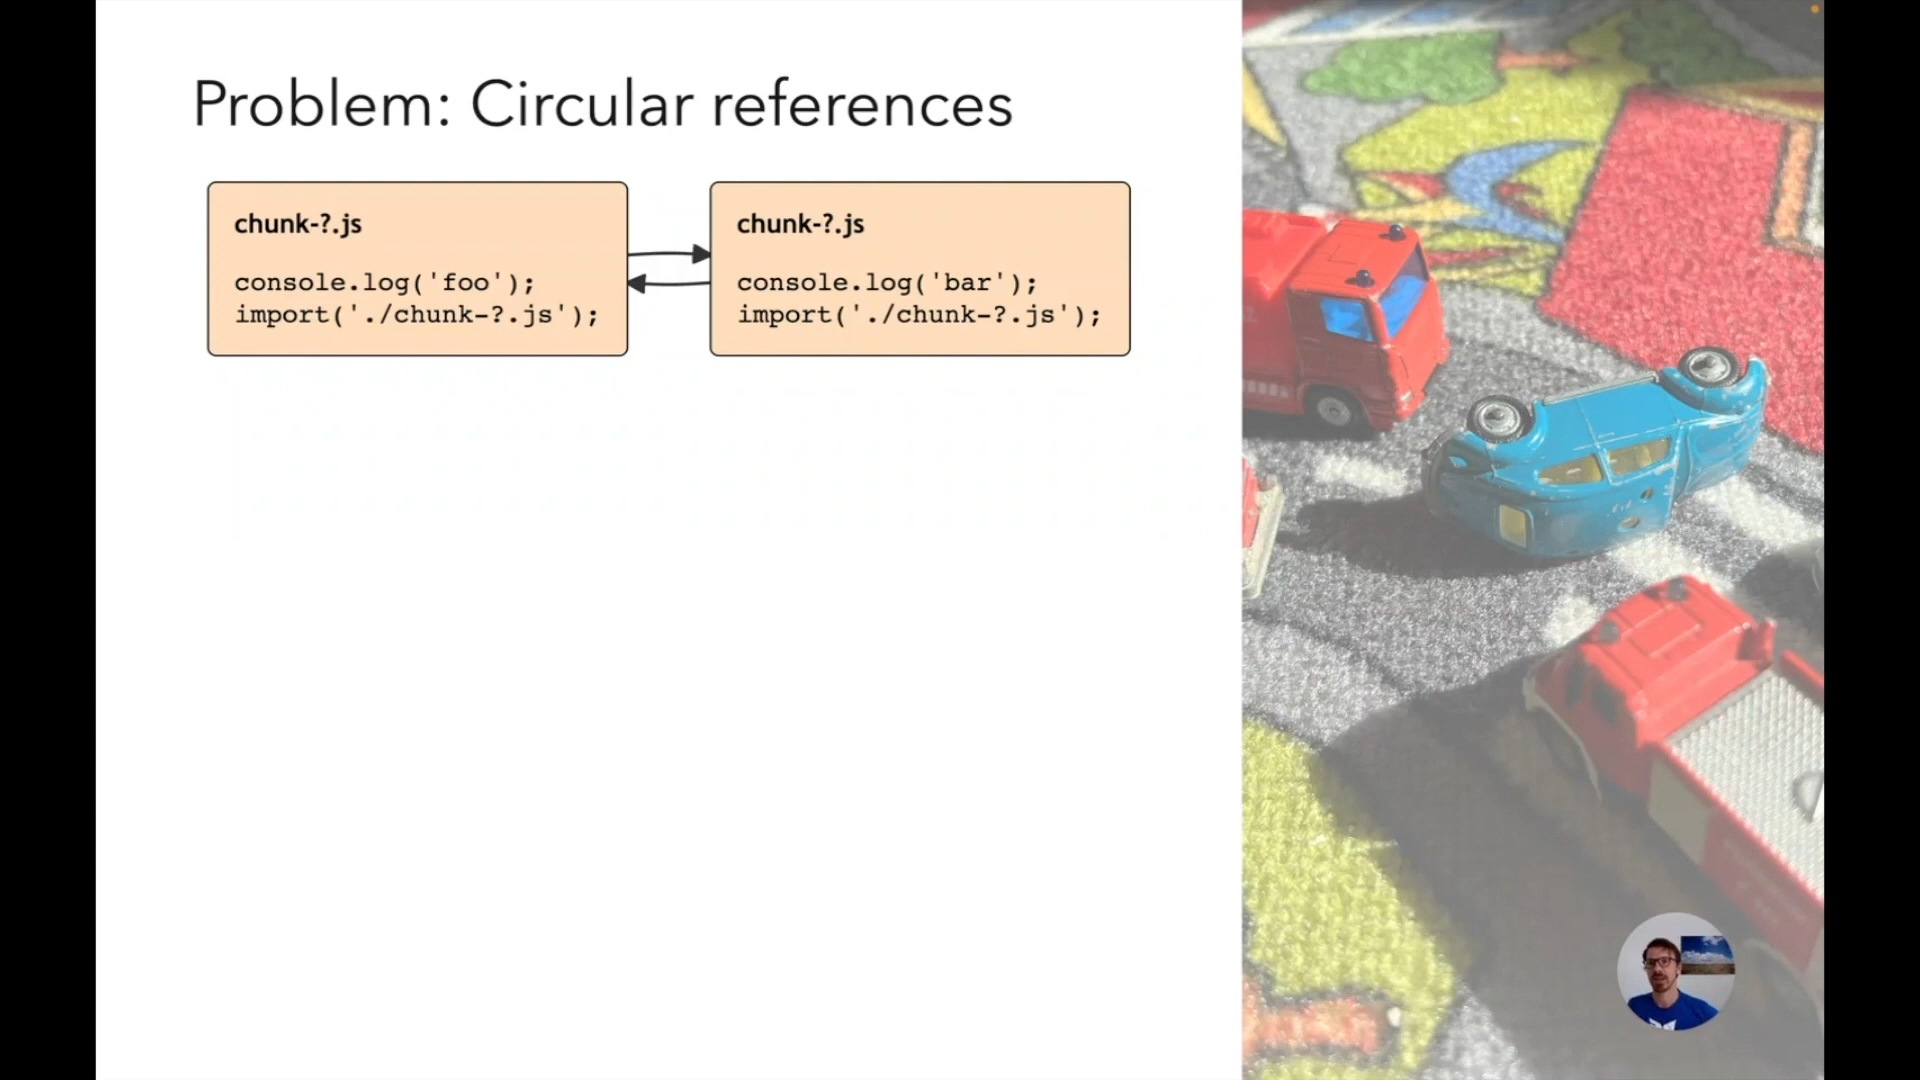 Problem: Circular references
chunk-?.js
console.log('foo');
import('./chunk-?.js');
chunk-?.js
console.log('bar');
import('./chunk-?.js');